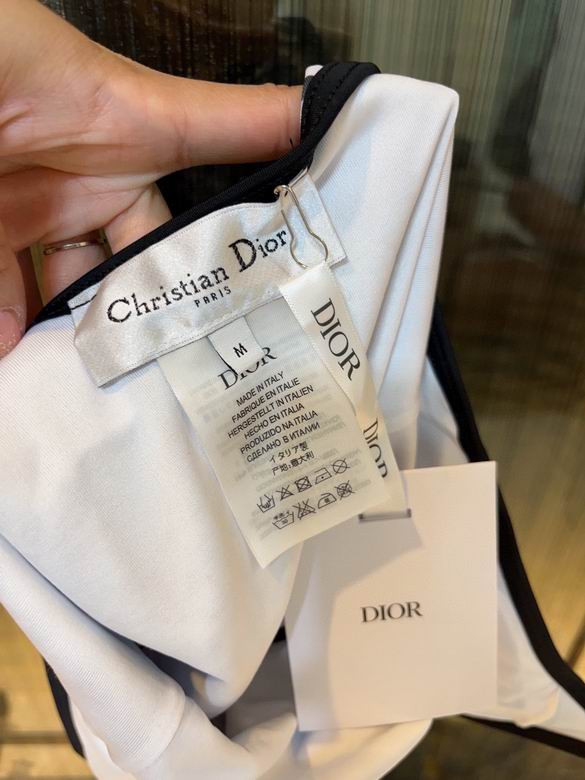 Christian Dior
PARIS
M
DIOR
MADE IN ITALY
FABRIQUE EN ITALIE
HERGESTELLT IN ITALIEN
HECHO EN ITALIA
PRODUZIDO NA ITALIA
СДЕЛАНО В ИТАЛИИ
イタリア製
产地:意大利
DIOR
DIOR
DIOR